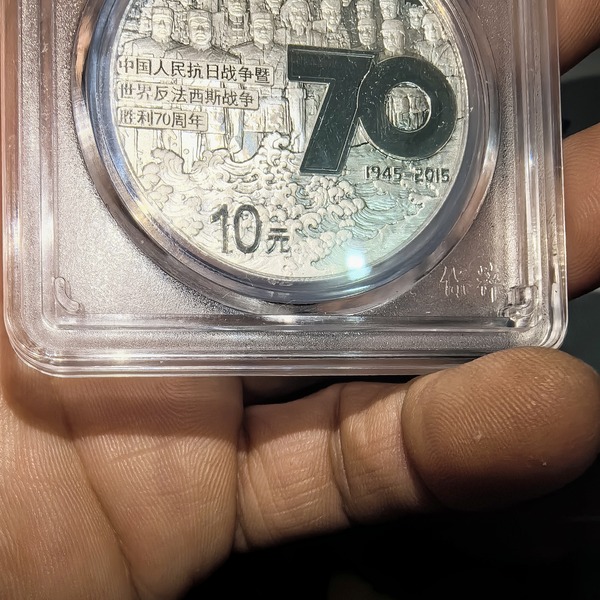 中国人民抗日战争暨
世界反法西斯战争
胜利70周年
70
1945-2015
10元